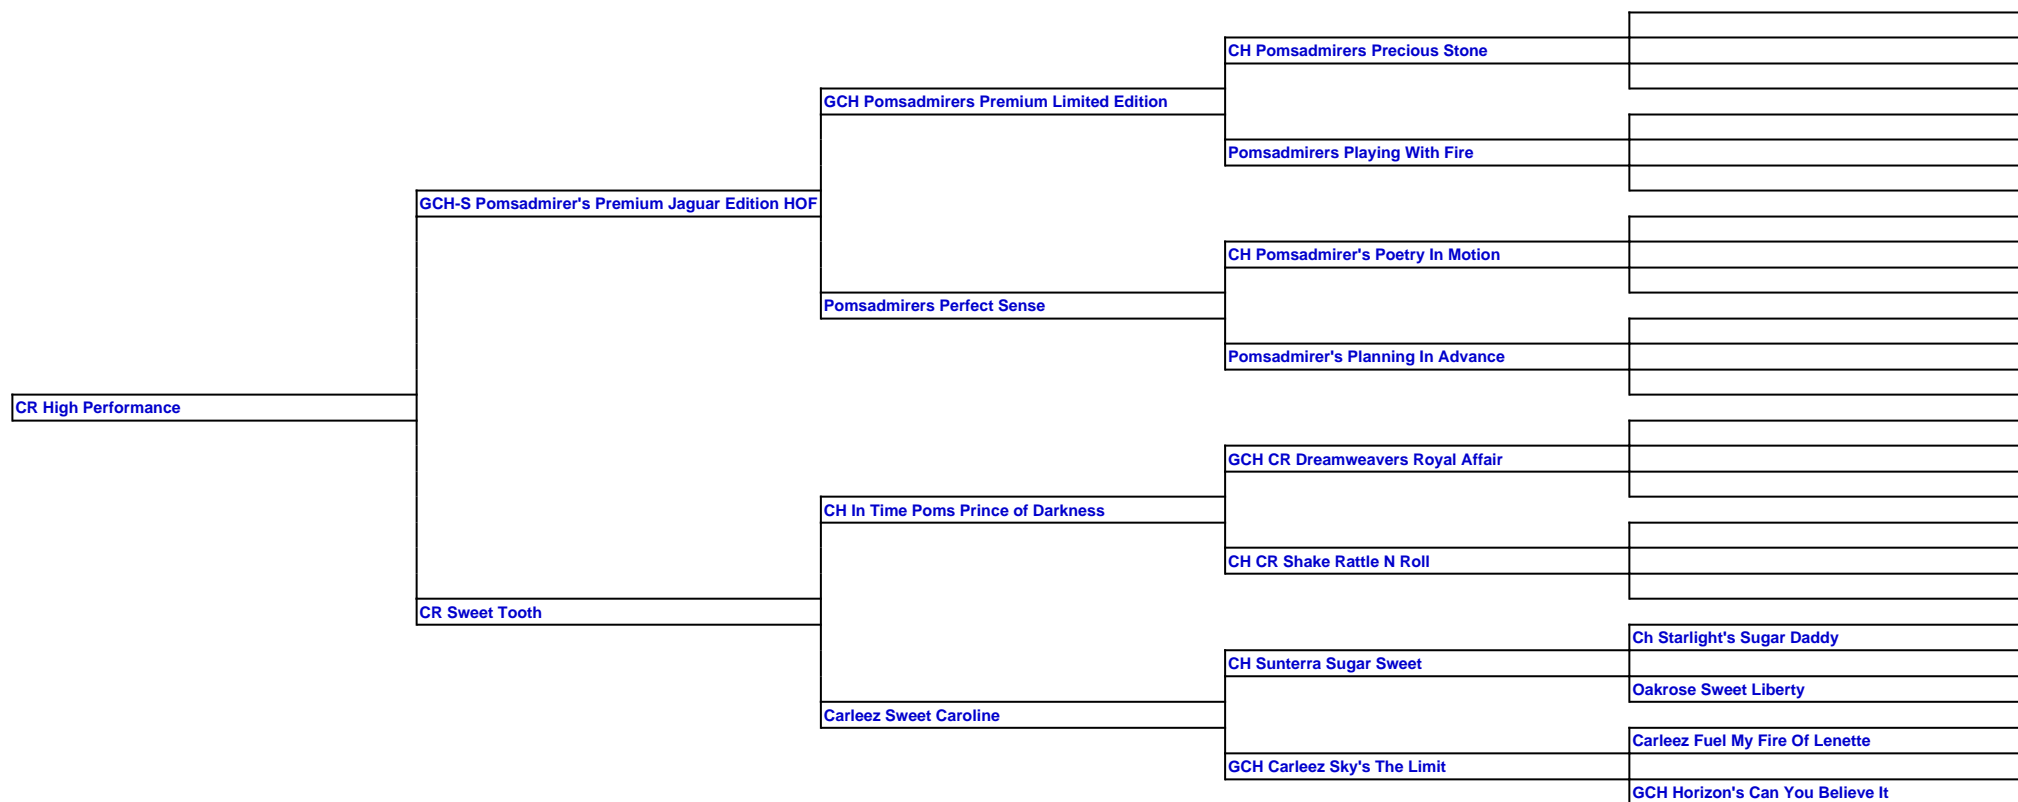 CH Pomsadmirers Precious Stone
GCH Pomsadmirers Premium Limited Edition
Pomsadmirers Playing With Fire
GCH-S Pomsadmirer's Premium Jaguar Edition HOF
CH Pomsadmirer's Poetry In Motion
Pomsadmirers Perfect Sense
Pomsadmirer's Planning In Advance
CR High Performance
GCH CR Dreamweavers Royal Affair
CH In Time Poms Prince of Darkness
CH CR Shake Rattle N Roll
CR Sweet Tooth
Ch Starlight's Sugar Daddy
CH Sunterra Sugar Sweet
Oakrose Sweet Liberty
Carleez Sweet Caroline
Carleez Fuel My Fire Of Lenette
GCH Carleez Sky's The Limit
GCH Horizon's Can You Believe It